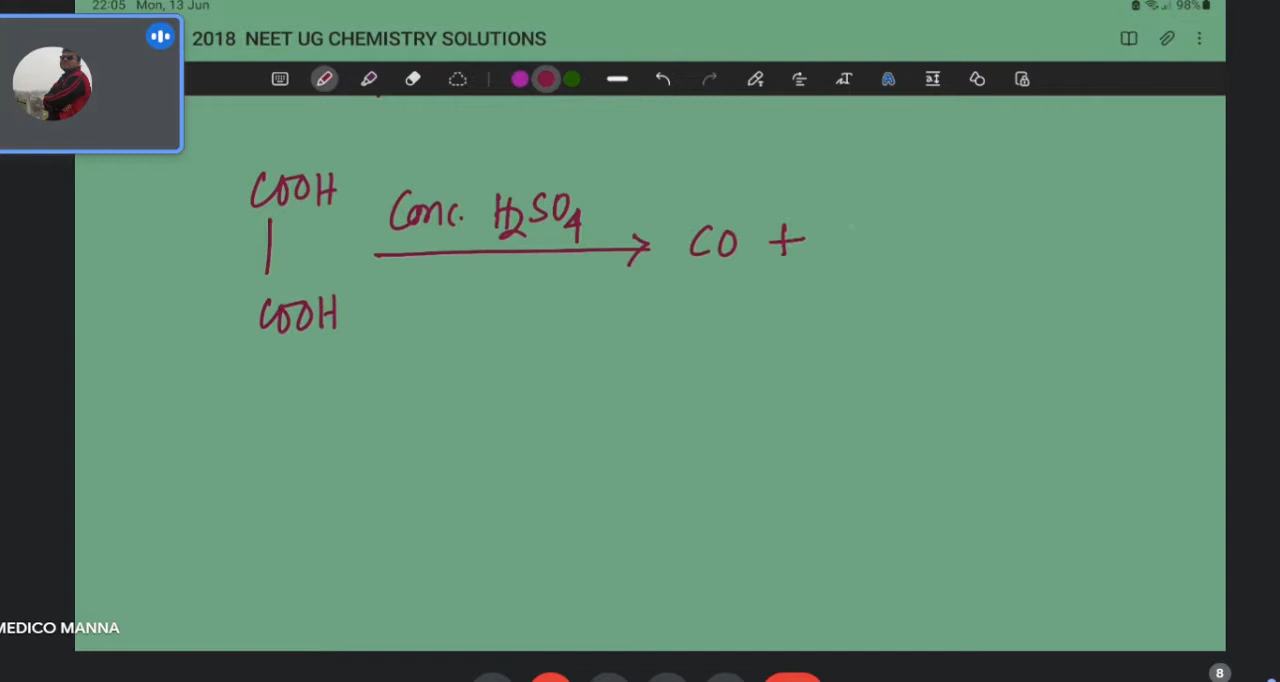 22:05 Mon, 13 Jun
98%
2018 NEET UG CHEMISTRY SOLUTIONS
COOH
Conc. H2SO4
CO +
COOH
MEDICO MANNA
8